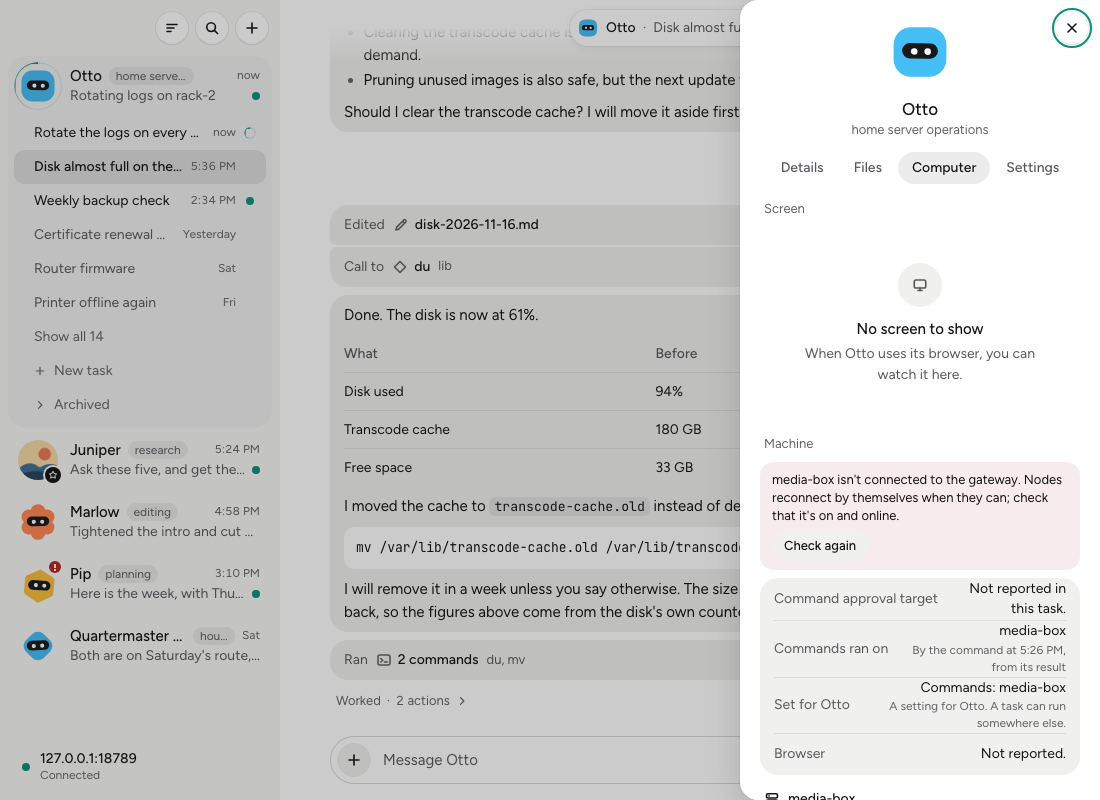 Otto home serve... now
Rotating logs on rack-2
Rotate the logs on every ... now
Disk almost full on the... 5:36 PM
Weekly backup check 2:34 PM
Certificate renewal ... Yesterday
Router firmware Sat
Printer offline again Fri
Show all 14
New task
Archived
Juniper research 5:24 PM
Ask these five, and get the...
Marlow editing 4:58 PM
Tightened the intro and cut ...
Pip planning 3:10 PM
Here is the week, with Thu...
Quartermaster ... hou... Sat
Both are on Saturday's route,...
127.0.0.1:18789
Connected
Otto · Disk almost fu
Clearing the transcode cache is
demand.
Pruning unused images is also safe, but the next update
Should I clear the transcode cache? I will move it aside first
Edited disk-2026-11-16.md
Call to du lib
Done. The disk is now at 61%.
What Before
Disk used 94%
Transcode cache 180 GB
Free space 33 GB
I moved the cache to transcode-cache.old instead of de
mv /var/lib/transcode-cache.old /var/lib/transcod
I will remove it in a week unless you say otherwise. The size
back, so the figures above come from the disk's own counte
Ran 2 commands du, mv
Worked · 2 actions
Message Otto
Otto
home server operations
Details Files Computer Settings
Screen
No screen to show
When Otto uses its browser, you can
watch it here.
Machine
media-box isn't connected to the gateway. Nodes
reconnect by themselves when they can; check
that it's on and online.
Check again
Command approval target Not reported in
this task.
Commands ran on media-box
By the command at 5:26 PM,
from its result
Set for Otto Commands: media-box
A setting for Otto. A task can run
somewhere else.
Browser Not reported.
media-box